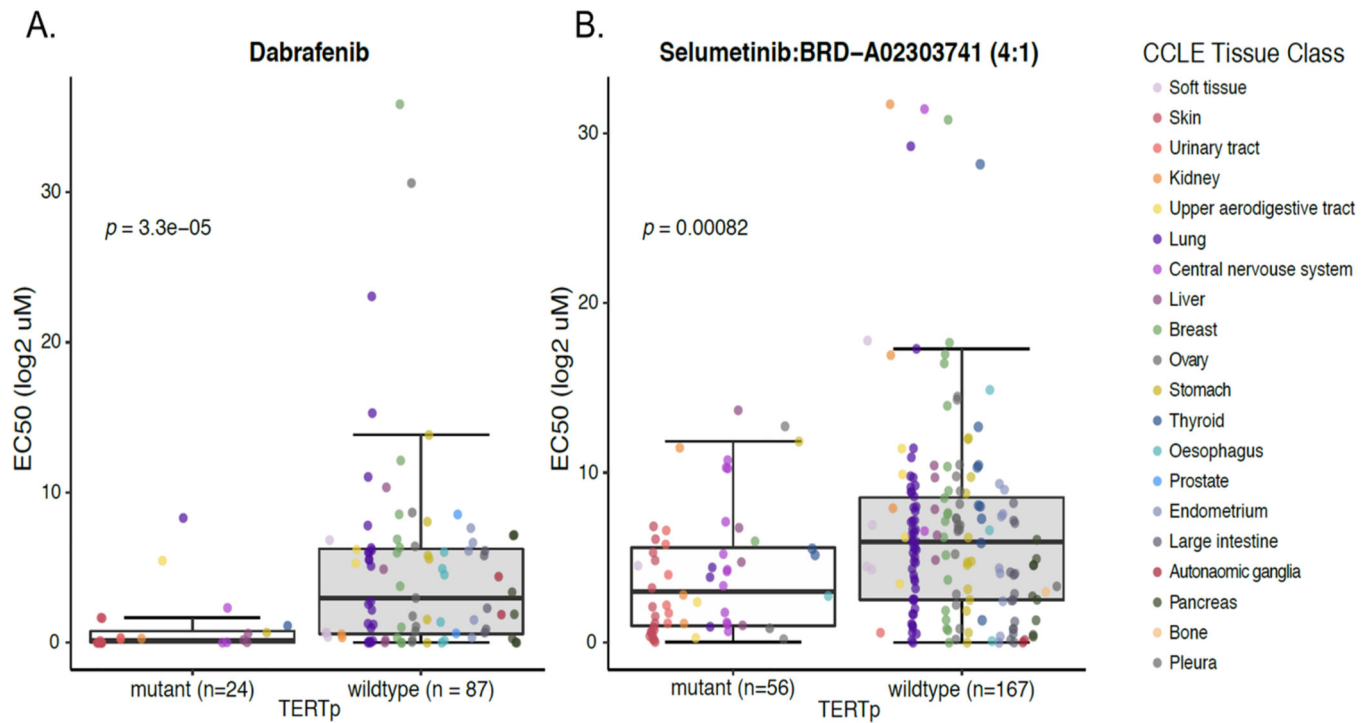 A.
Dabrafenib
EC50 (log2 uM)
30
20
10
0
p = 3.3e−05
mutant (n=24)
wildtype (n = 87)
TERTp
B.
Selumetinib:BRD−A02303741 (4:1)
EC50 (log2 uM)
30
20
10
0
p = 0.00082
mutant (n=56)
wildtype (n=167)
TERTp
CCLE Tissue Class
Soft tissue
Skin
Urinary tract
Kidney
Upper aerodigestive tract
Lung
Central nervouse system
Liver
Breast
Ovary
Stomach
Thyroid
Oesophagus
Prostate
Endometrium
Large intestine
Autonaomic ganglia
Pancreas
Bone
Pleura